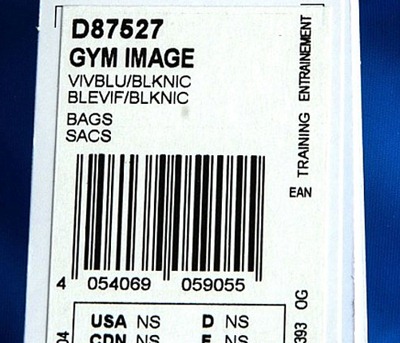 D87527
GYM IMAGE
VIVBLU/BLKNIC
BLEVIF/BLKNIC
BAGS
SACS
TRAINING ENTRAINEMENT
EAN
4 054069 059055
393 OG
USA NS D NS
CDN NS F NS